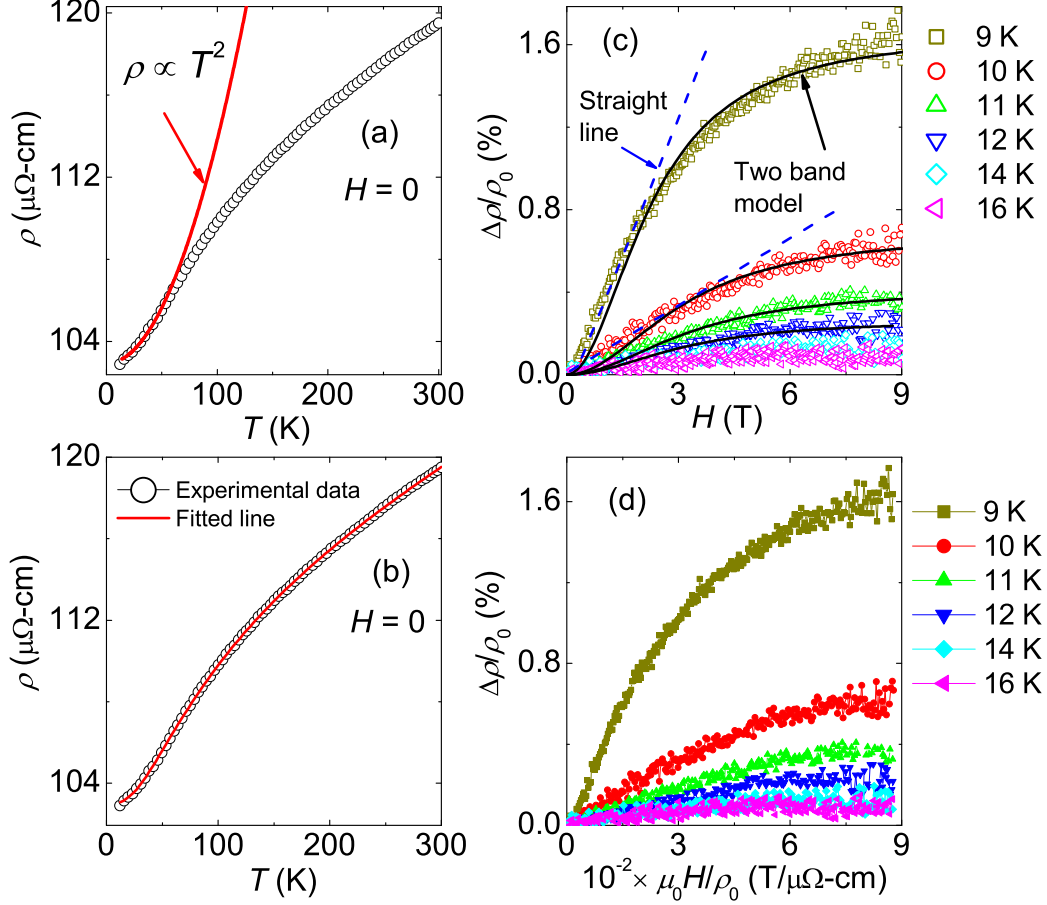 120
112
104
ρ (μΩ-cm)
ρ ∝ T²
(a)
H = 0
0 100 200 300
T (K)
1.6
0.8
0.0
Δρ/ρ₀ (%)
(c)
Straight
line
Two band
model
0 3 6 9
H (T)
9 K
10 K
11 K
12 K
14 K
16 K
120
112
104
ρ (μΩ-cm)
Experimental data
Fitted line
(b)
H = 0
0 100 200 300
T (K)
1.6
0.8
0.0
Δρ/ρ₀ (%)
(d)
0 3 6 9
10⁻²× μ₀H/ρ₀ (T/μΩ-cm)
9 K
10 K
11 K
12 K
14 K
16 K